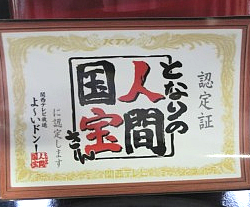 KTV
認定証
となりの
人間
国宝
さん
に認定します
関西テレビ放送
よ～いドン！